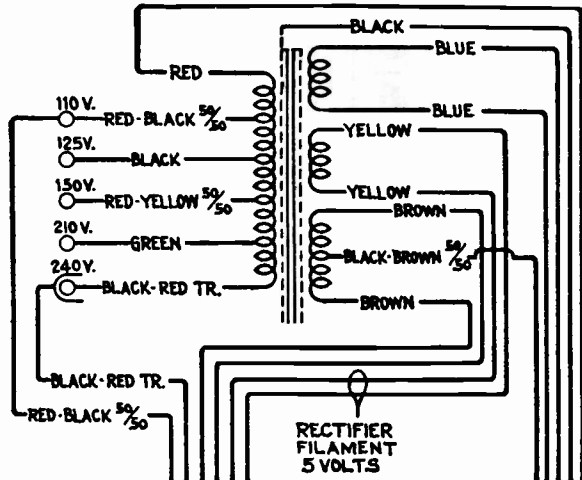 BLACK
BLUE
RED
110 V.
RED-BLACK 50/50
BLUE
YELLOW
125V.
BLACK
150V.
RED-YELLOW 50/50
YELLOW
BROWN
210V.
GREEN
BLACK-BROWN 50/50
240V.
BLACK-RED TR.
BROWN
BLACK-RED TR.
RED-BLACK 50/50
RECTIFIER
FILAMENT
5 VOLTS